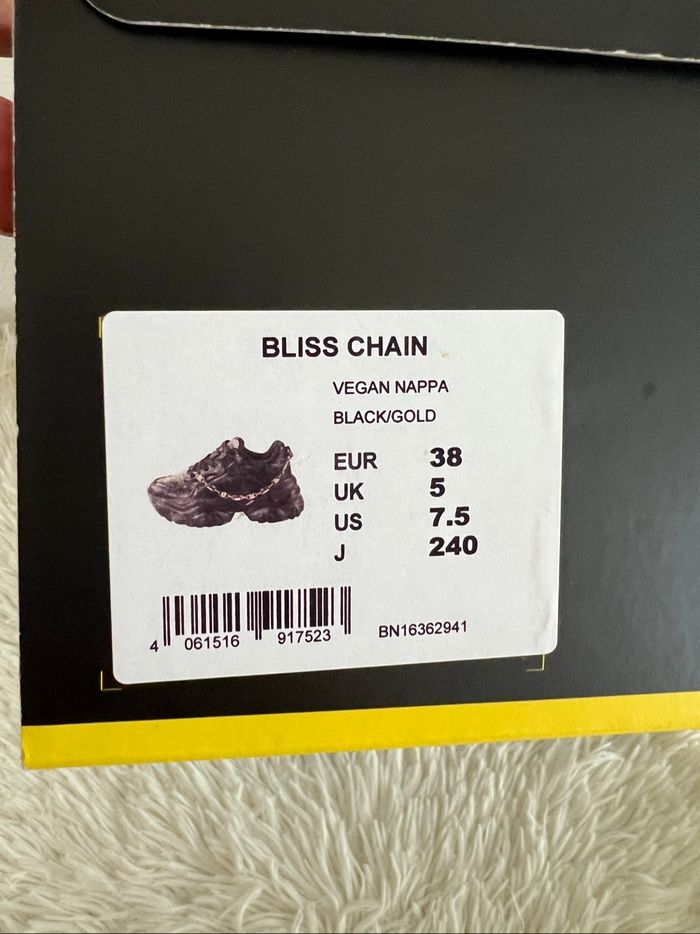 BLISS CHAIN
VEGAN NAPPA
BLACK/GOLD
EUR 38
UK 5
US 7.5
J 240
4 061516 917523
BN16362941